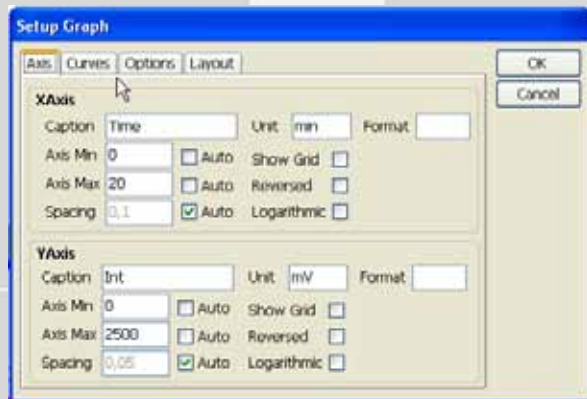 Setup Graph
Axis Curves Options Layout
OK
Cancel
XAxis
Caption Time Unit min Format
Axis Min 0 Auto Show Grid
Axis Max 20 Auto Reversed
Spacing 0,1 Auto Logarithmic
YAxis
Caption Int Unit mV Format
Axis Min 0 Auto Show Grid
Axis Max 2500 Auto Reversed
Spacing 0,05 Auto Logarithmic